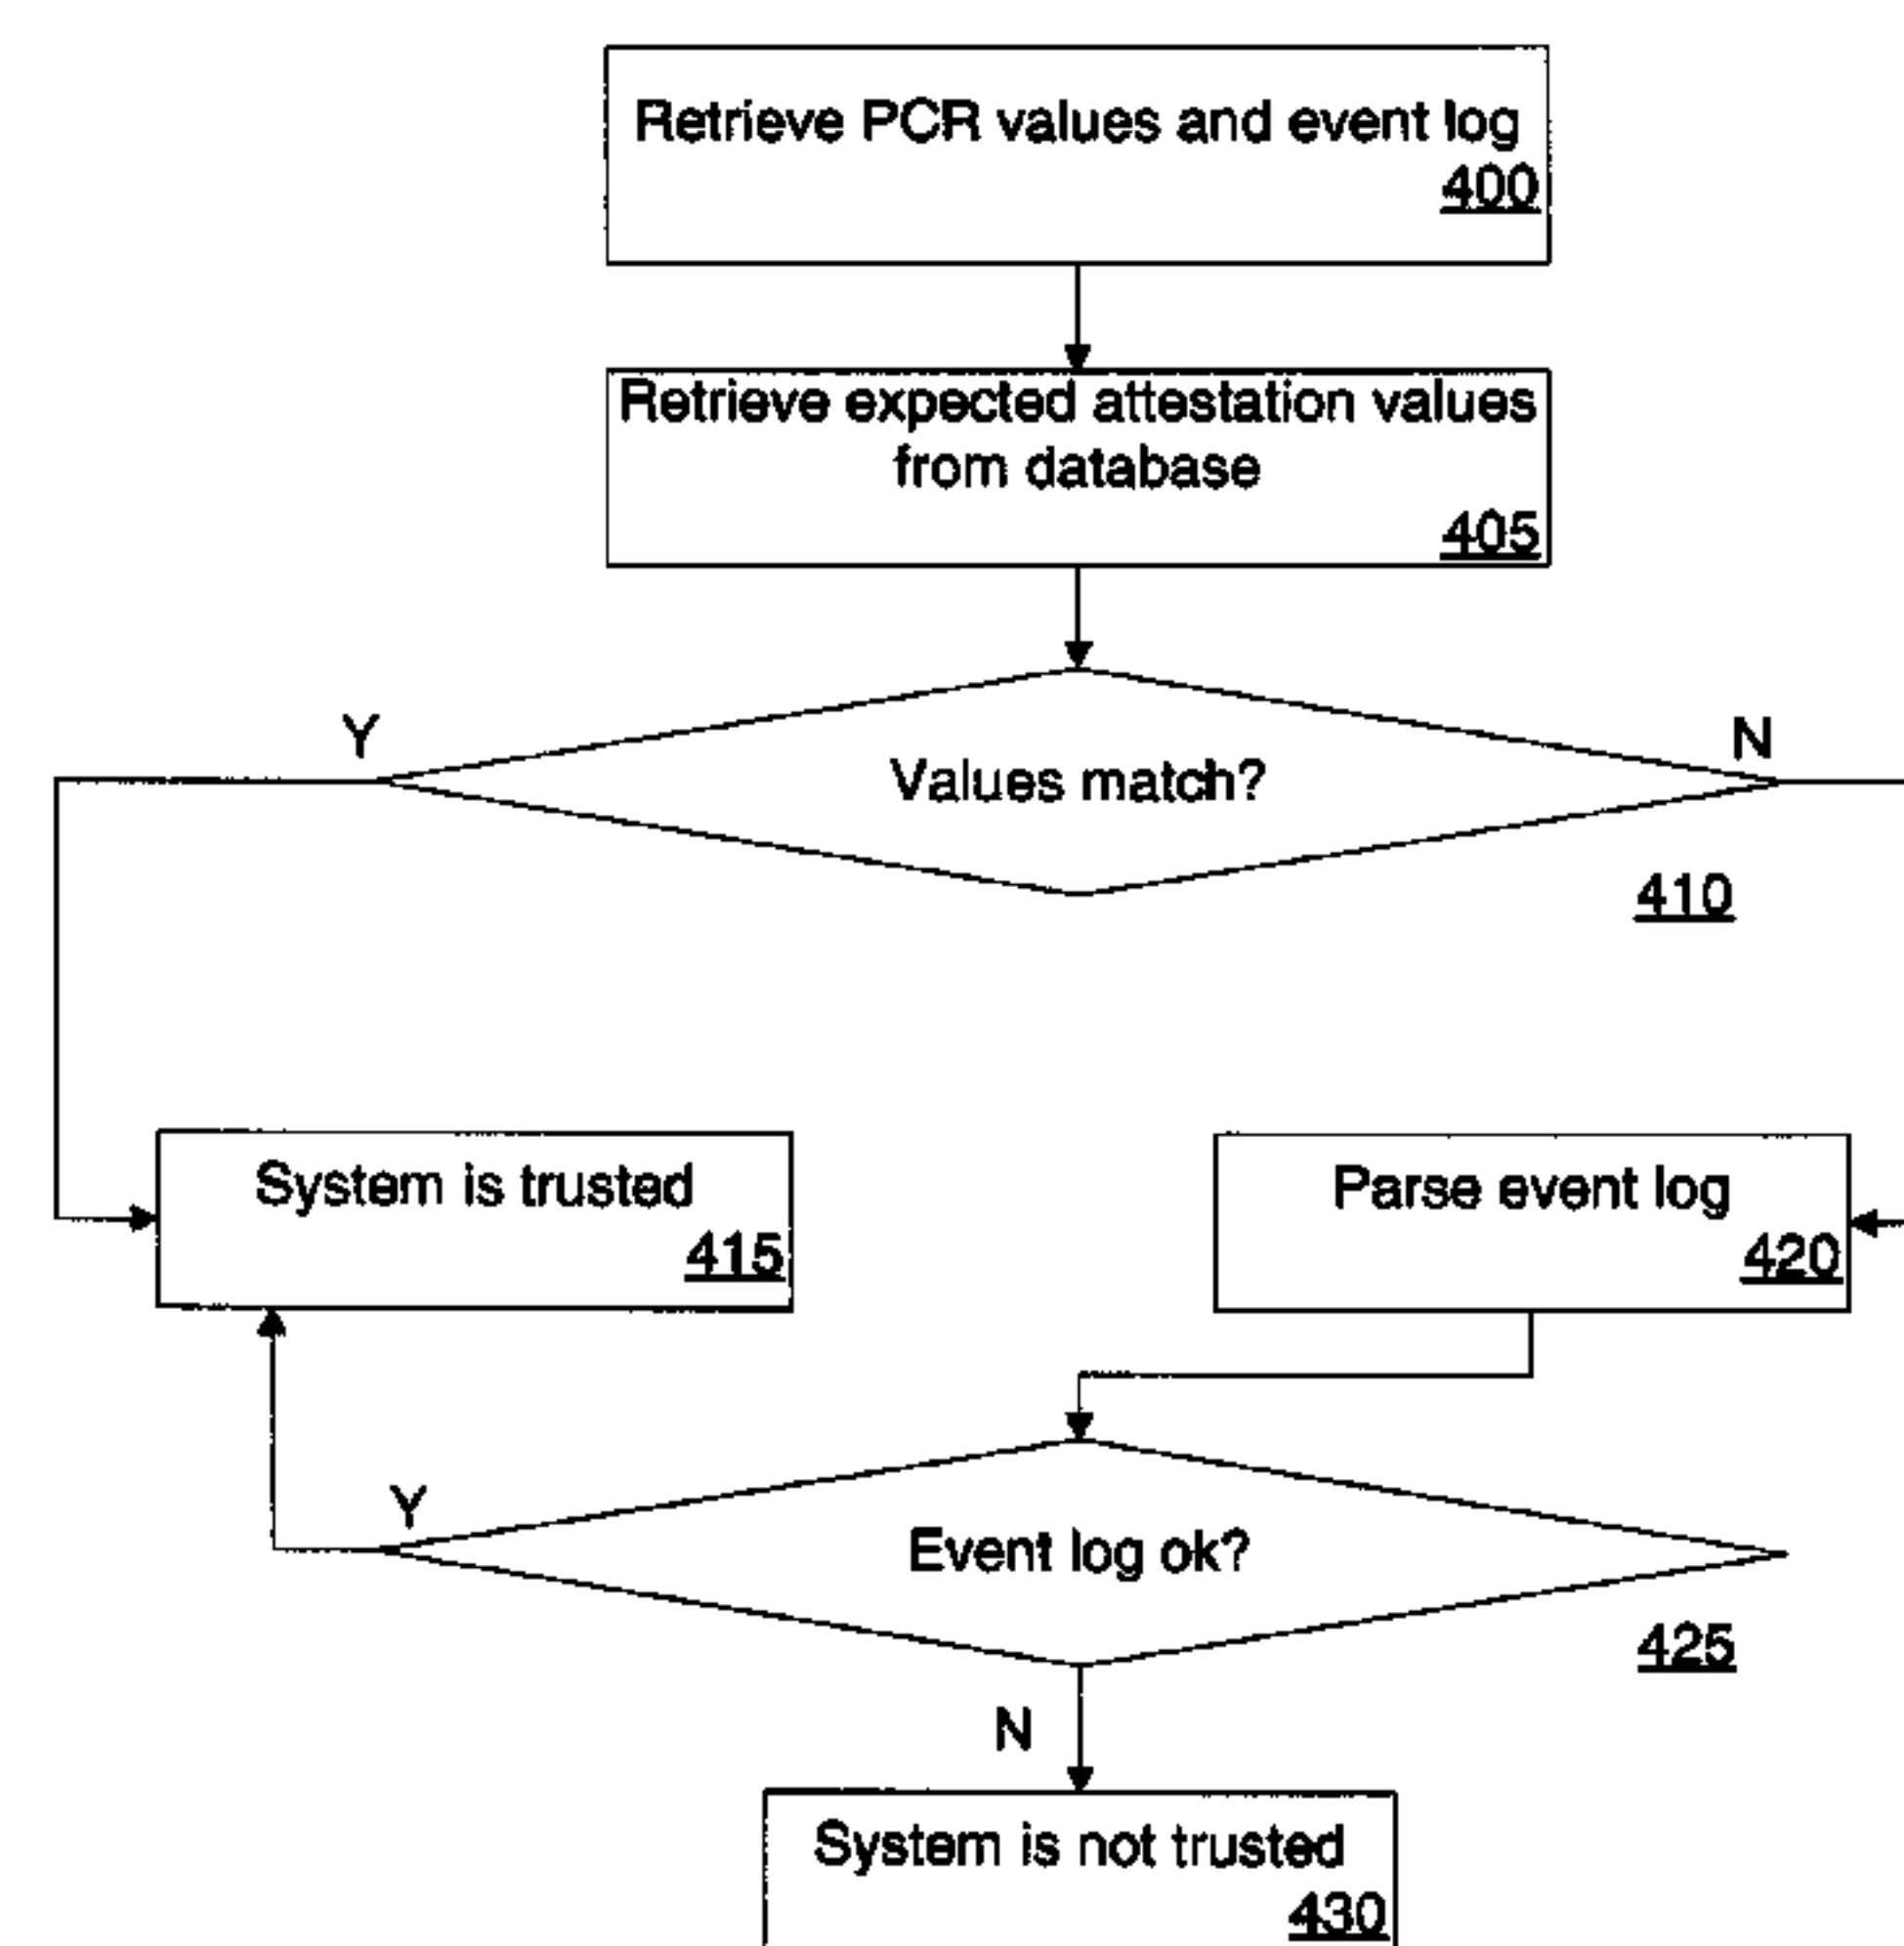 Retrieve PCR values and event log
400
Retrieve expected attestation values
from database
405
Y
N
Values match?
410
System is trusted
415
Parse event log
420
Y
Event log ok?
425
N
System is not trusted
430